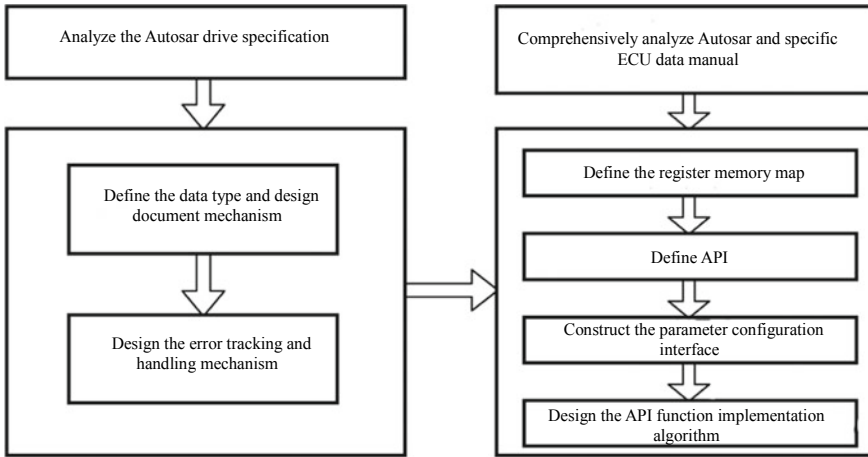 Analyze the Autosar drive specification
Define the data type and design
document mechanism
Design the error tracking and
handling mechanism
Comprehensively analyze Autosar and specific
ECU data manual
Define the register memory map
Define API
Construct the parameter configuration
interface
Design the API function implementation
algorithm